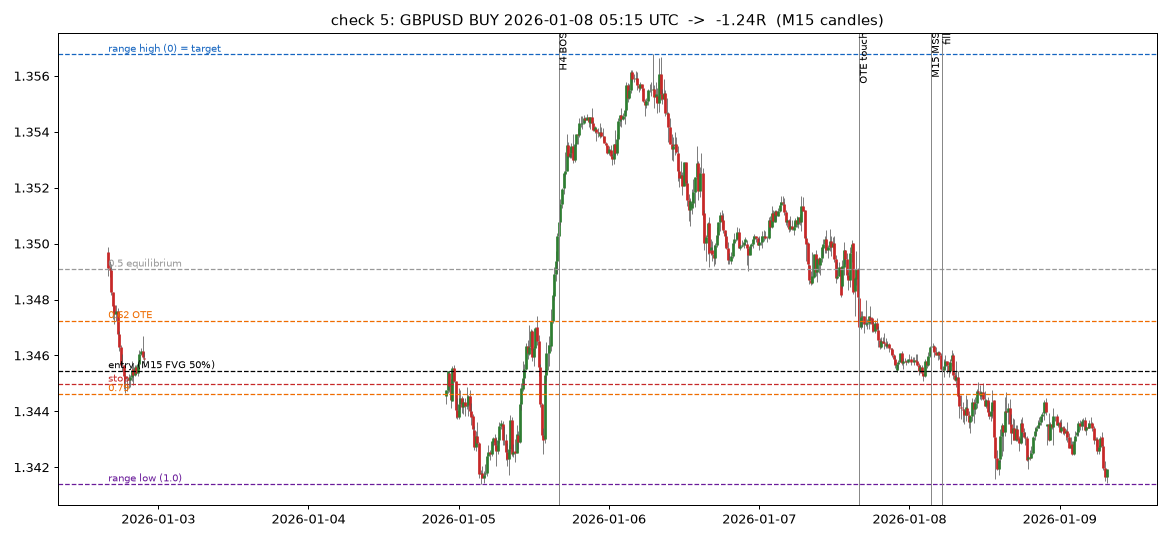 check 5: GBPUSD BUY 2026-01-08 05:15 UTC -> -1.24R (M15 candles)
range high (0) = target
H4 BOS
OTE touch
M15 MSS
fill
1.356
1.354
1.352
1.350
0.5 equilibrium
1.348
0.62 OTE
1.346
entry (M15 FVG 50%)
stop
0.79
1.344
1.342
range low (1.0)
2026-01-03
2026-01-04
2026-01-05
2026-01-06
2026-01-07
2026-01-08
2026-01-09